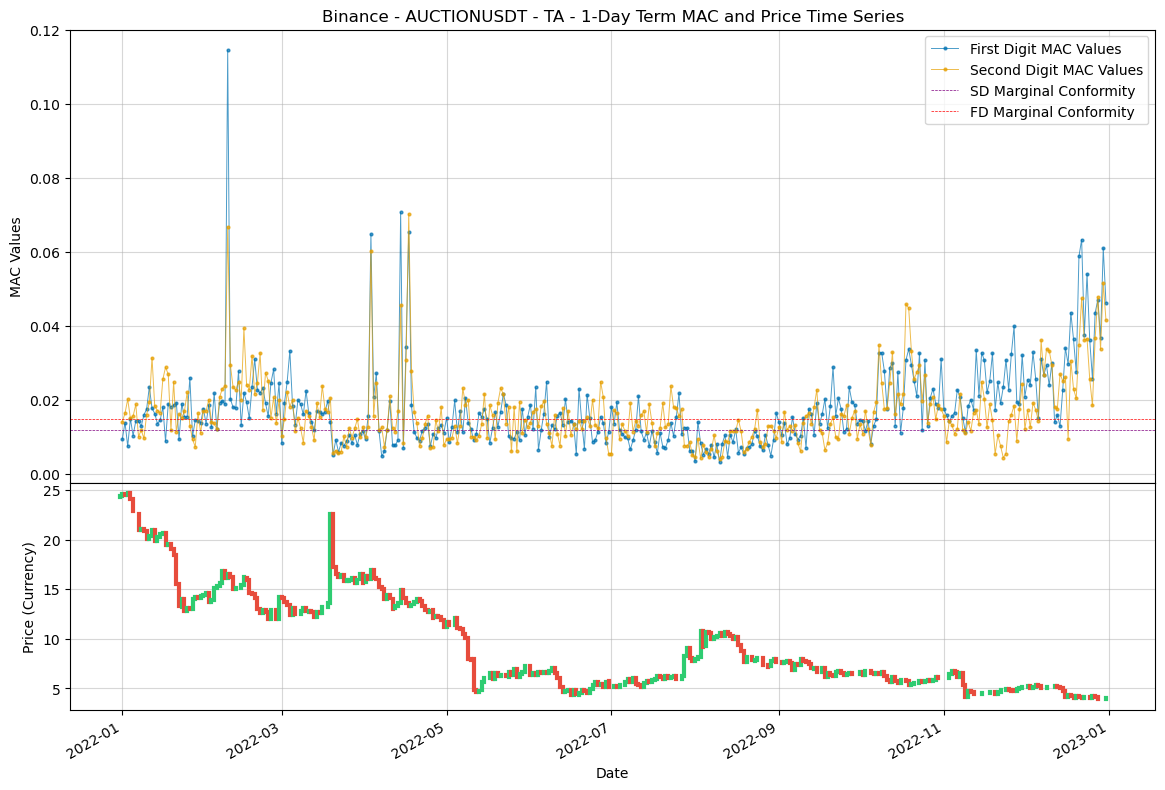 Binance - AUCTIONUSDT - TA - 1-Day Term MAC and Price Time Series
0.12
0.10
0.08
0.06
0.04
0.02
0.00
MAC Values
First Digit MAC Values
Second Digit MAC Values
SD Marginal Conformity
FD Marginal Conformity
25
20
15
10
5
Price (Currency)
2022-01
2022-03
2022-05
2022-07
2022-09
2022-11
2023-01
Date